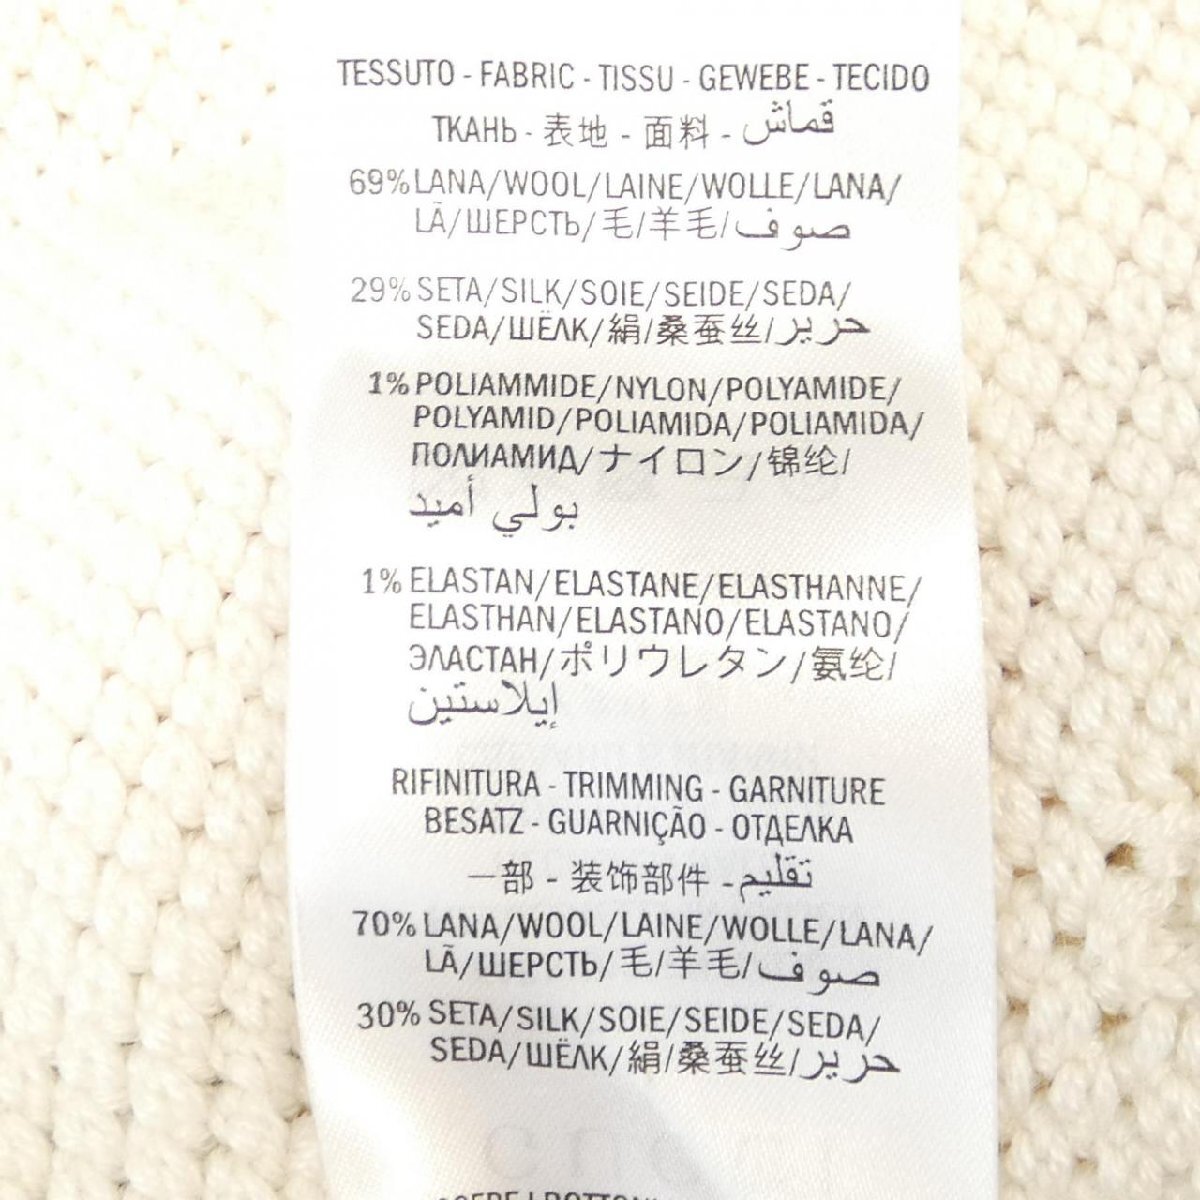 TESSUTO - FABRIC - TISSU - GEWEBE - TECIDO
ТКАНЬ - 表地 - 面料 - قماش
69% LANA/WOOL/LAINE/WOLLE/LANA/
LÃ/ШЕРСТЬ/毛/羊毛/صوف
29% SETA/SILK/SOIE/SEIDE/SEDA/
SEDA/ШЁЛК/絹/桑蚕丝/حرير
1% POLIAMMIDE/NYLON/POLYAMIDE/
POLYAMID/POLIAMIDA/POLIAMIDA/
ПОЛИАМИД/ナイロン/锦纶/
بولي أميد
1% ELASTAN/ELASTANE/ELASTHANNE/
ELASTHAN/ELASTANO/ELASTANO/
ЭЛАСТАН/ポリウレタン/氨纶/
إيلاستين
RIFINITURA - TRIMMING - GARNITURE
BESATZ - GUARNIÇÃO - ОТДЕЛКА
一部 - 装饰部件 - تقليم
70% LANA/WOOL/LAINE/WOLLE/LANA/
LÃ/ШЕРСТЬ/毛/羊毛/صوف
30% SETA/SILK/SOIE/SEIDE/SEDA/
SEDA/ШЁЛК/絹/桑蚕丝/حرير